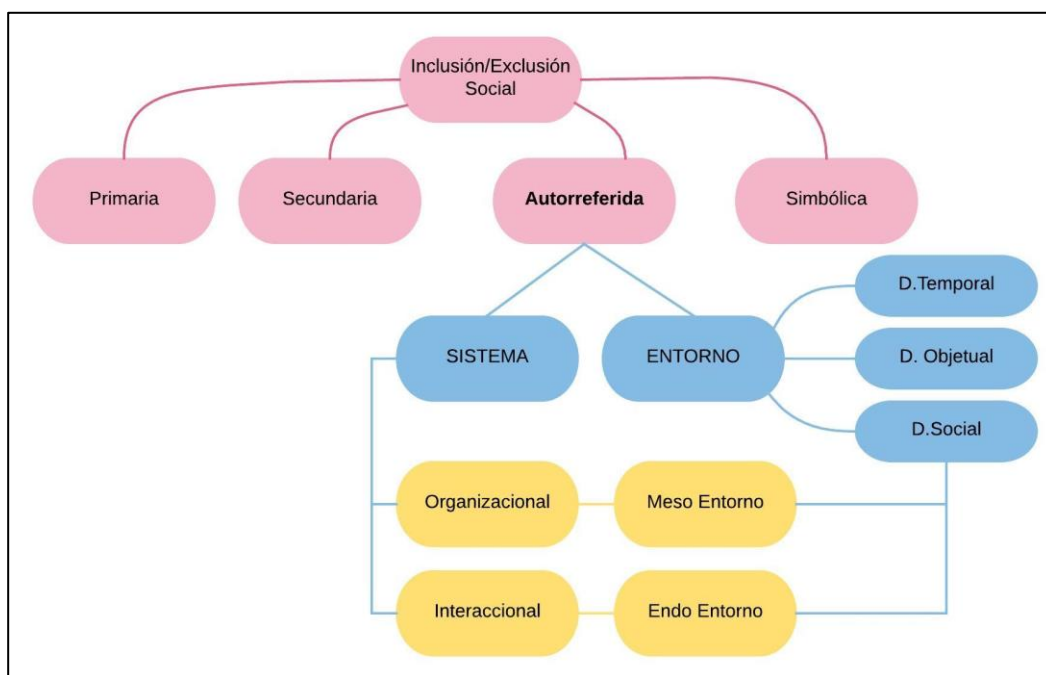 Inclusión/Exclusión
Social
Primaria
Secundaria
Autorreferida
Simbólica
D.Temporal
SISTEMA
ENTORNO
D. Objetual
D.Social
Organizacional
Meso Entorno
Interaccional
Endo Entorno